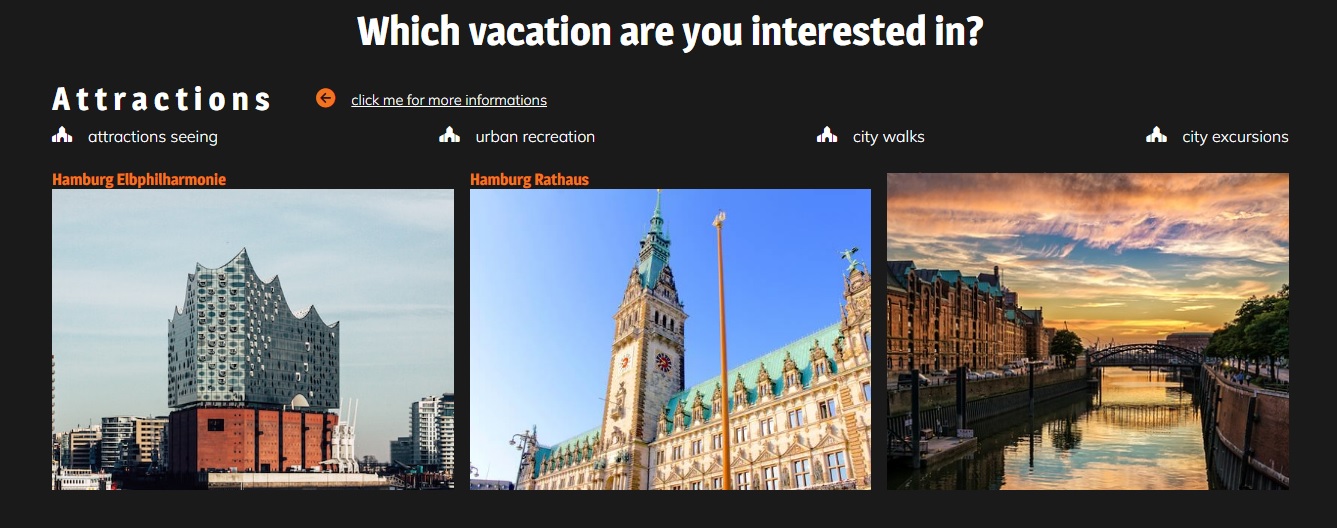 Which vacation are you interested in?
Attractions
click me for more informations
attractions seeing
urban recreation
city walks
city excursions
Hamburg Elbphilharmonie
Hamburg Rathaus